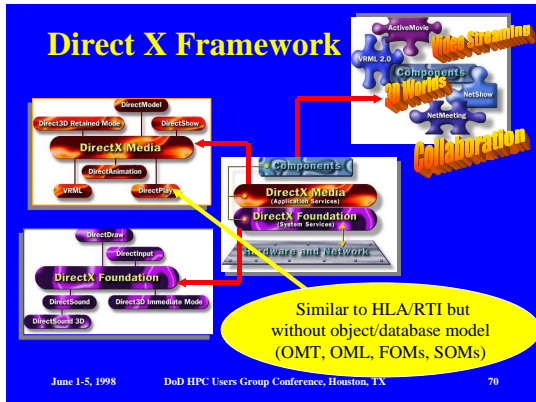 Direct X Framework
ActiveMovie
Video Streaming
VRML 2.0
Components
3D Worlds
NetShow
NetMeeting
Collaboration
DirectModel
Direct3D Retained Mode
DirectShow
DirectX Media
DirectAnimation
VRML
DirectPlay
Components
DirectX Media
(Application Services)
DirectX Foundation
(System Services)
Hardware and Network
DirectDraw
DirectInput
DirectX Foundation
DirectSound
Direct3D Immediate Mode
DirectSound 3D
Similar to HLA/RTI but
without object/database model
(OMT, OML, FOMs, SOMs)
June 1-5, 1998
DoD HPC Users Group Conference, Houston, TX
70